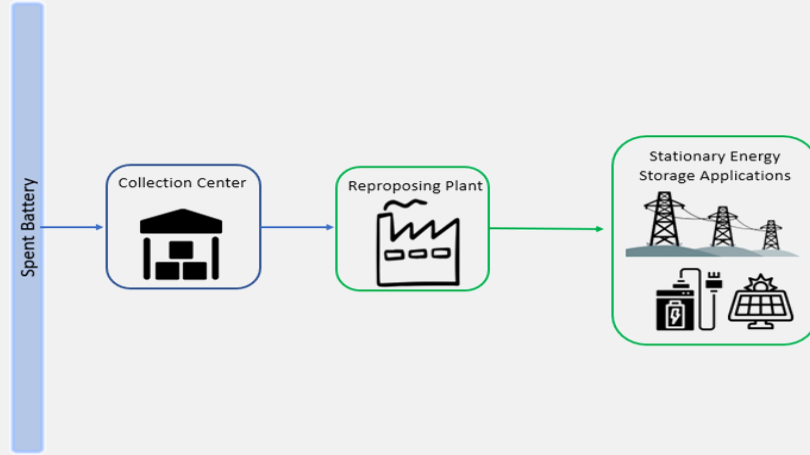 Spent Battery
Collection Center
Reproposing Plant
Stationary Energy
Storage Applications